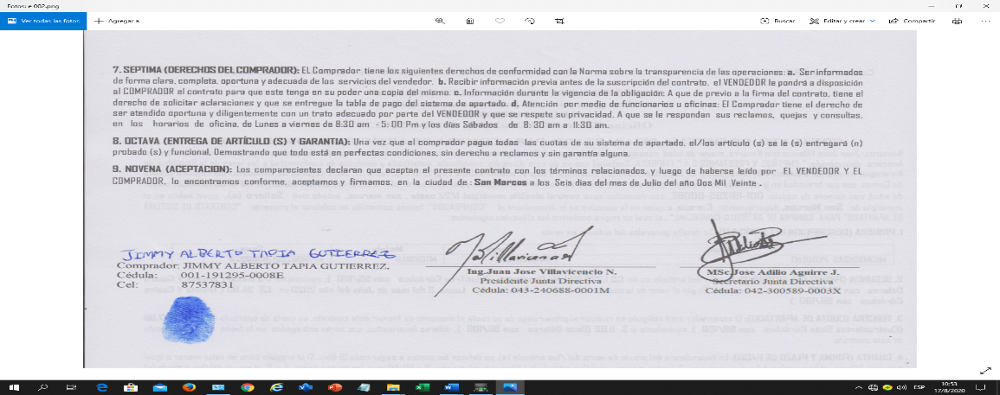 Fotos: e 002.png
Ver todas las fotos
Agregar a
Buscar
Editar y crear
Compartir
7. SEPTIMA (DERECHOS DEL COMPRADOR): EL Comprador tiene los siguientes derechos de conformidad con la Norma sobre la transparencia de las operaciones: a. Ser informados
de forma clara, completa, oportuna y adecuada de los servicios del vendedor. b. Recibir información previa antes de la suscripción del contrato, el VENDEDOR le pondrá a disposición
al COMPRADOR el contrato para que este tenga en su poder una copia del mismo. c. Información durante la vigencia de la obligación: A que de previo a la firma del contrato, tiene el
derecho de solicitar aclaraciones y que se entregue la tabla de pago del sistema de apartado. d. Atención por medio de funcionarios u oficinas: El Comprador tiene el derecho de
ser atendido oportuna y diligentemente con un trato adecuado por parte del VENDEDOR y que se respete su privacidad. A que se le respondan sus reclamos, quejas y consultas,
en los horarios de oficina, de Lunes a viernes de 8:30 am - 5: 00 Pm y los días Sábados de 8: 30 am a 11:30 am.
8. OCTAVA (ENTREGA DE ARTÍCULO (S) Y GARANTIA): Una vez que el comprador pague todas las cuotas de su sistema de apartado, el/los artículo (s) se le (s) entregará (n)
probado (s) y funcional, Demostrando que todo está en perfectas condiciones, sin derecho a reclamos y sin garantía alguna.
9. NOVENA (ACEPTACION): Los comparecientes declaran que aceptan el presente contrato con los términos relacionados, y luego de haberse leído por EL VENDEDOR Y EL
COMPRADOR, lo encontramos conforme, aceptamos y firmamos, en la ciudad de : San Marcos a los Seis días del mes de Julio del año Dos Mil Veinte .
JIMMY ALBERTO TAPIA GUTIERREZ
Comprador: JIMMY ALBERTO TAPIA GUTIERREZ,
Cédula: 001-191295-0008E
Cel: 87537831
Ing.Juan Jose Villavicencio N.
Presidente Junta Directiva
Cédula: 043-240688-0001M
MSc.Jose Adilio Aguirre J.
Secretario Junta Directiva
Cédula: 042-300589-0003X
ESP
10:53
17/8/2020